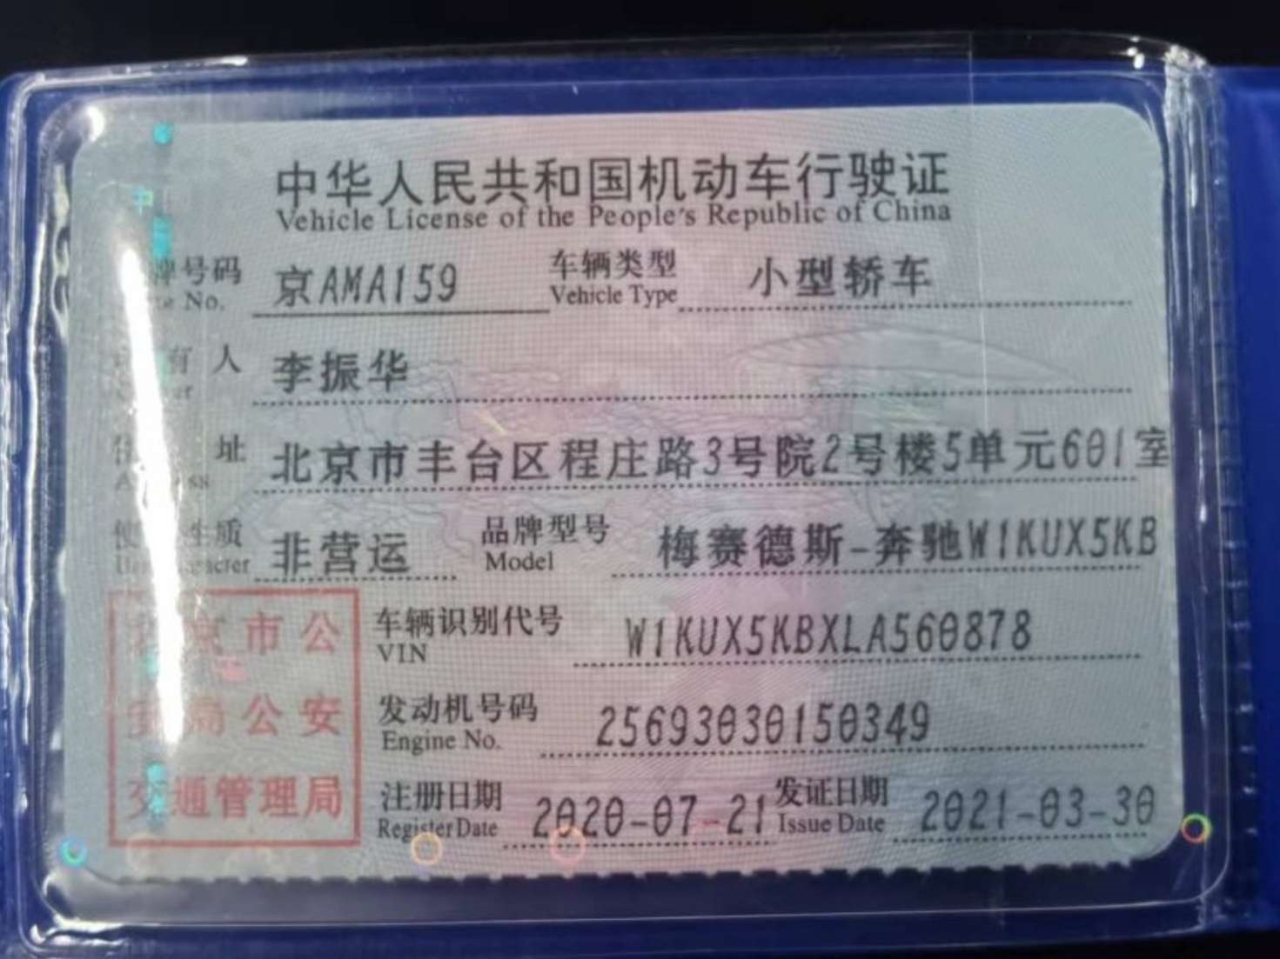 中华人民共和国机动车行驶证
Vehicle License of the People's Republic of China
牌号码 京AMA159 车辆类型 小型轿车
No. Vehicle Type
有人 李振华
址 北京市丰台区程庄路3号院2号楼5单元601室
性质 非营运 品牌型号 梅赛德斯-奔驰W1KUX5KB
Model
京市公 车辆识别代号 W1KUX5KBXLA560878
VIN
局公安 发动机号码 25693030150349
Engine No.
交通管理局 注册日期 2020-07-21 发证日期 2021-03-30
Register Date Issue Date